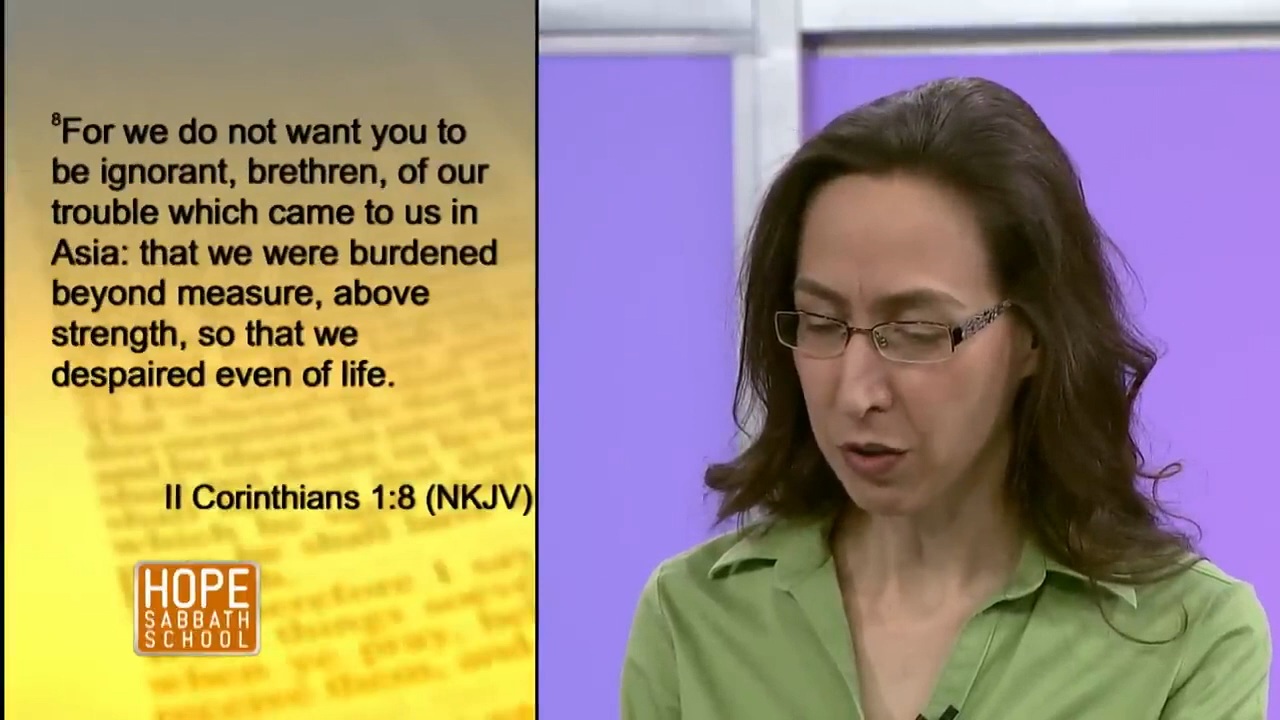 ⁸For we do not want you to
be ignorant, brethren, of our
trouble which came to us in
Asia: that we were burdened
beyond measure, above
strength, so that we
despaired even of life.
II Corinthians 1:8 (NKJV)
HOPE
SABBATH
SCHOOL